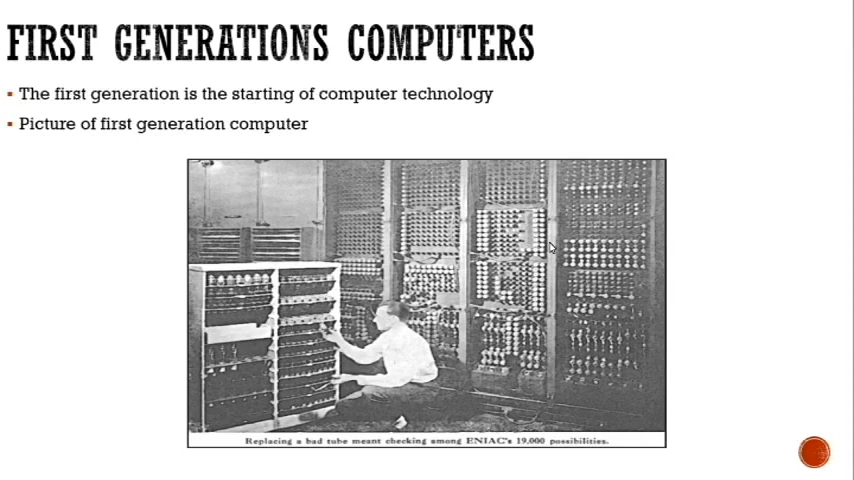 FIRST GENERATIONS COMPUTERS
The first generation is the starting of computer technology
Picture of first generation computer
Replacing a bad tube meant checking among ENIAC's 19,000 possibilities.